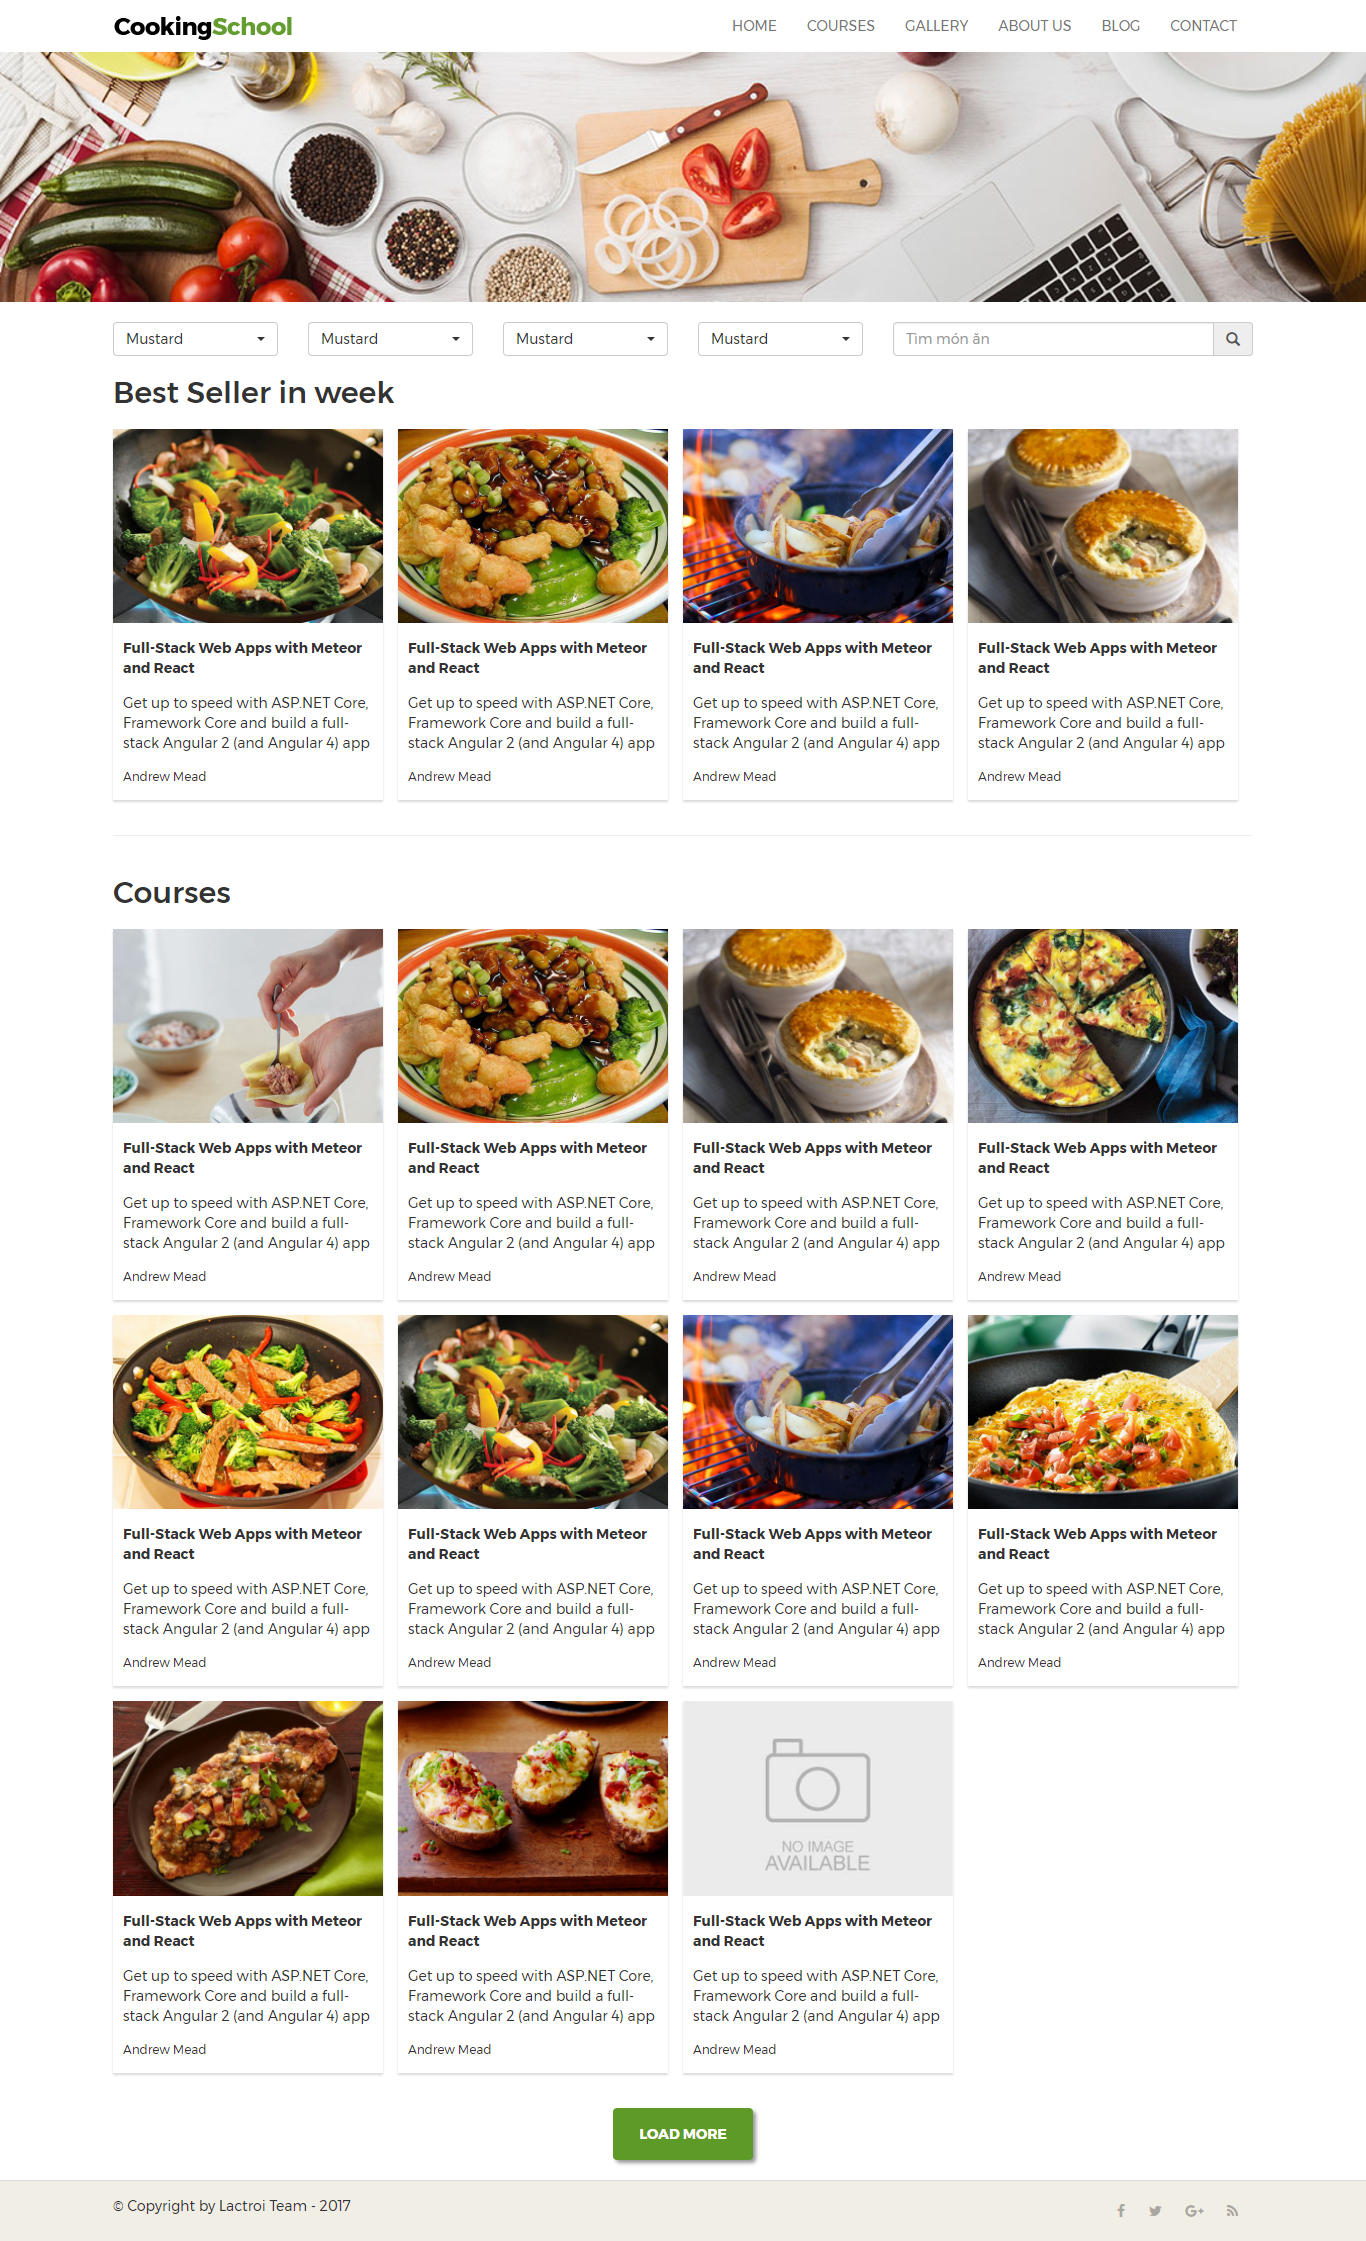 CookingSchool HOME COURSES GALLERY ABOUT US BLOG CONTACT
Mustard Mustard Mustard Mustard Tìm món ăn
Best Seller in week
Full-Stack Web Apps with Meteor
and React
Get up to speed with ASP.NET Core,
Framework Core and build a full-
stack Angular 2 (and Angular 4) app
Andrew Mead
Full-Stack Web Apps with Meteor
and React
Get up to speed with ASP.NET Core,
Framework Core and build a full-
stack Angular 2 (and Angular 4) app
Andrew Mead
Full-Stack Web Apps with Meteor
and React
Get up to speed with ASP.NET Core,
Framework Core and build a full-
stack Angular 2 (and Angular 4) app
Andrew Mead
Full-Stack Web Apps with Meteor
and React
Get up to speed with ASP.NET Core,
Framework Core and build a full-
stack Angular 2 (and Angular 4) app
Andrew Mead
Courses
Full-Stack Web Apps with Meteor
and React
Get up to speed with ASP.NET Core,
Framework Core and build a full-
stack Angular 2 (and Angular 4) app
Andrew Mead
Full-Stack Web Apps with Meteor
and React
Get up to speed with ASP.NET Core,
Framework Core and build a full-
stack Angular 2 (and Angular 4) app
Andrew Mead
Full-Stack Web Apps with Meteor
and React
Get up to speed with ASP.NET Core,
Framework Core and build a full-
stack Angular 2 (and Angular 4) app
Andrew Mead
Full-Stack Web Apps with Meteor
and React
Get up to speed with ASP.NET Core,
Framework Core and build a full-
stack Angular 2 (and Angular 4) app
Andrew Mead
Full-Stack Web Apps with Meteor
and React
Get up to speed with ASP.NET Core,
Framework Core and build a full-
stack Angular 2 (and Angular 4) app
Andrew Mead
Full-Stack Web Apps with Meteor
and React
Get up to speed with ASP.NET Core,
Framework Core and build a full-
stack Angular 2 (and Angular 4) app
Andrew Mead
Full-Stack Web Apps with Meteor
and React
Get up to speed with ASP.NET Core,
Framework Core and build a full-
stack Angular 2 (and Angular 4) app
Andrew Mead
Full-Stack Web Apps with Meteor
and React
Get up to speed with ASP.NET Core,
Framework Core and build a full-
stack Angular 2 (and Angular 4) app
Andrew Mead
Full-Stack Web Apps with Meteor
and React
Get up to speed with ASP.NET Core,
Framework Core and build a full-
stack Angular 2 (and Angular 4) app
Andrew Mead
Full-Stack Web Apps with Meteor
and React
Get up to speed with ASP.NET Core,
Framework Core and build a full-
stack Angular 2 (and Angular 4) app
Andrew Mead
NO IMAGE
AVAILABLE
Full-Stack Web Apps with Meteor
and React
Get up to speed with ASP.NET Core,
Framework Core and build a full-
stack Angular 2 (and Angular 4) app
Andrew Mead
LOAD MORE
© Copyright by Lactroi Team - 2017